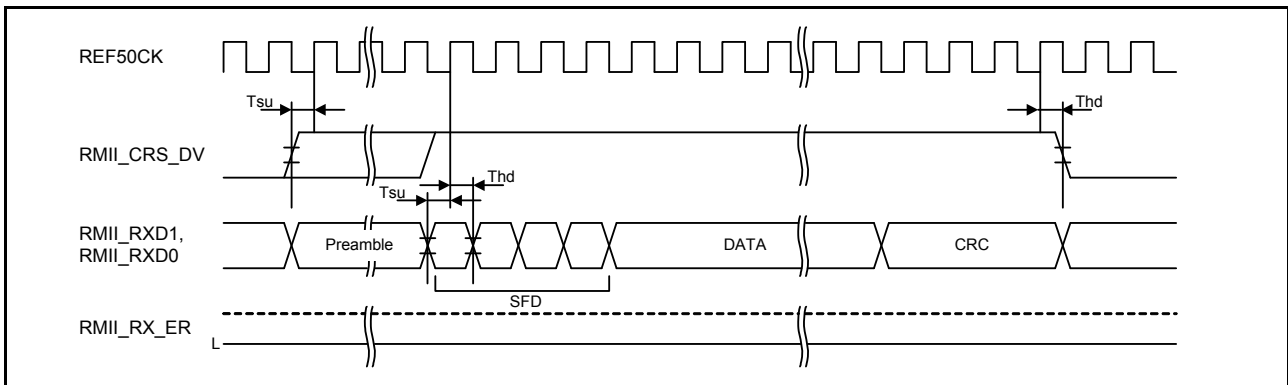 REF50CK
Tsu
Thd
RMII_CRS_DV
Tsu
Thd
RMII_RXD1,
RMII_RXD0
Preamble
DATA
CRC
SFD
RMII_RX_ER
L